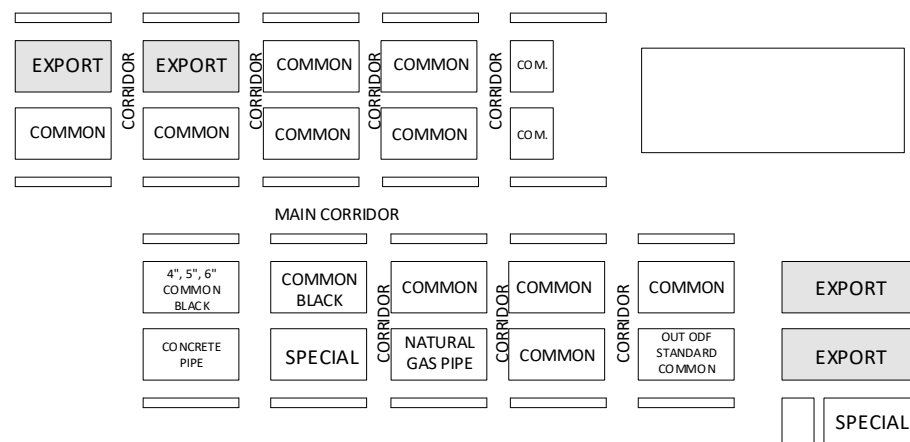 EXPORT
CORRIDOR
EXPORT
CORRIDOR
COMMON
CORRIDOR
COMMON
CORRIDOR
COM.
COMMON
COMMON
COMMON
COMMON
COM.
MAIN CORRIDOR
4", 5", 6"
COMMON
BLACK
COMMON
BLACK
CORRIDOR
COMMON
CORRIDOR
COMMON
CORRIDOR
COMMON
EXPORT
CONCRETE
PIPE
SPECIAL
NATURAL
GAS PIPE
COMMON
OUT ODF
STANDARD
COMMON
EXPORT
SPECIAL